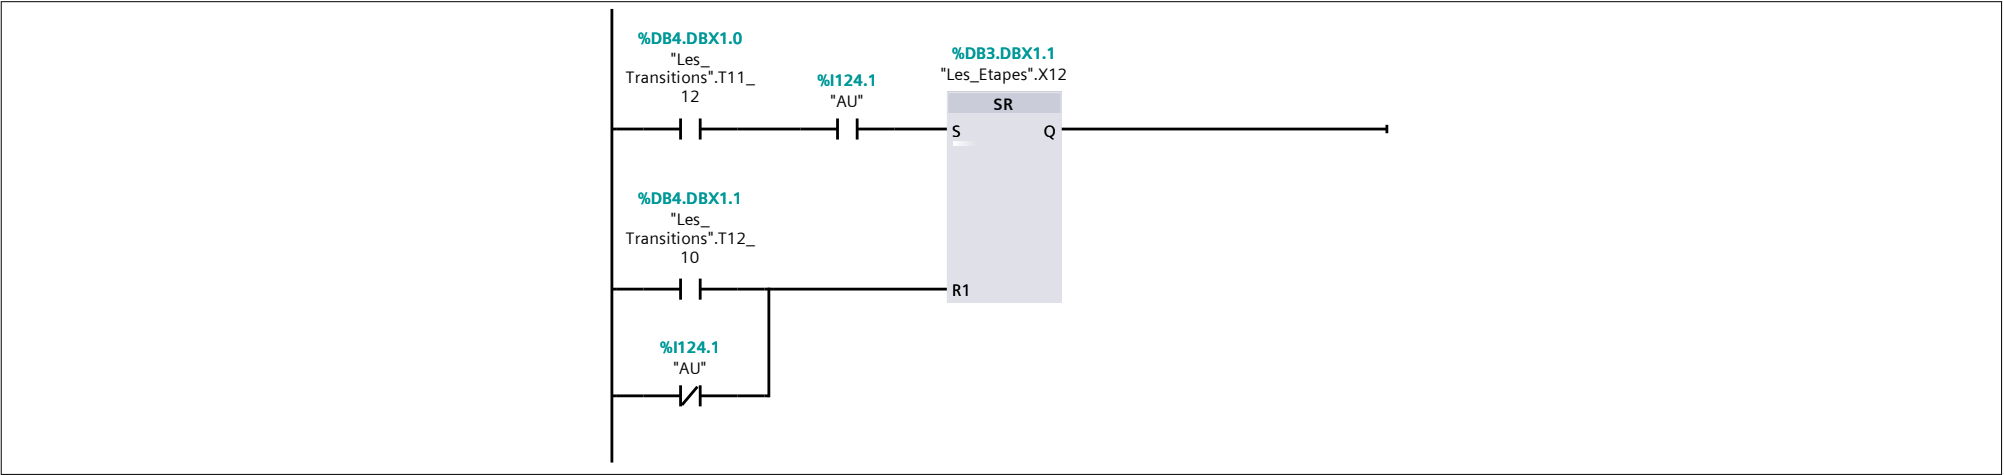 %DB4.DBX1.0
"Les_
Transitions".T11_
12
%I124.1
"AU"
%DB3.DBX1.1
"Les_Etapes".X12
SR
S
Q
%DB4.DBX1.1
"Les_
Transitions".T12_
10
R1
%I124.1
"AU"